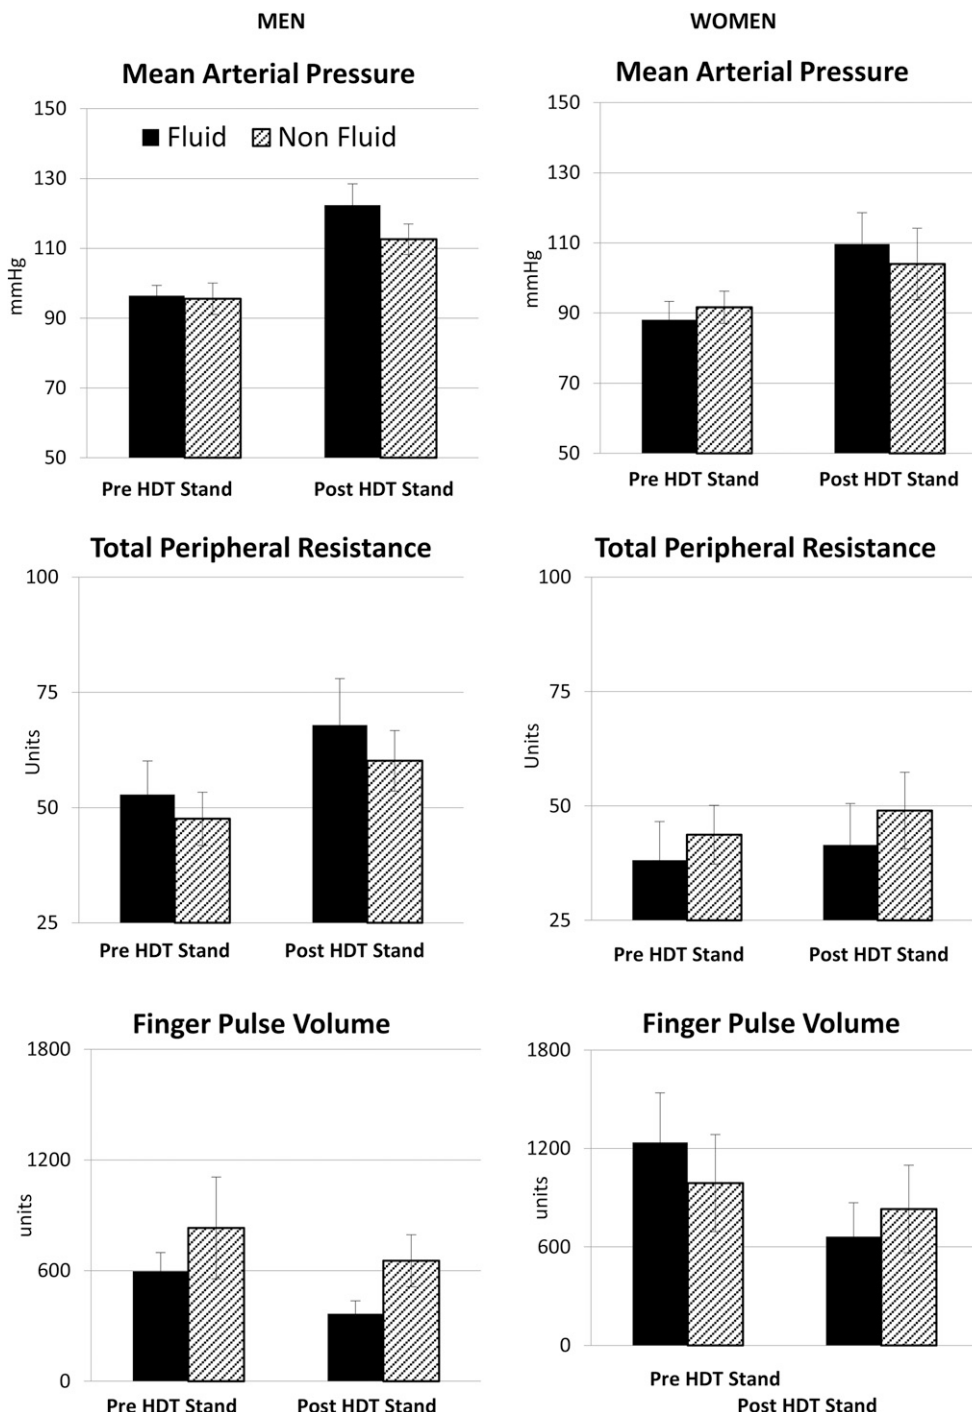 MEN
WOMEN
Mean Arterial Pressure
150
Fluid Non Fluid
130
110
90
70
50
mmHg
Pre HDT Stand Post HDT Stand
Mean Arterial Pressure
150
130
110
90
70
50
mmHg
Pre HDT Stand Post HDT Stand
Total Peripheral Resistance
100
75
50
25
Units
Pre HDT Stand Post HDT Stand
Total Peripheral Resistance
100
75
50
25
Units
Pre HDT Stand Post HDT Stand
Finger Pulse Volume
1800
1200
600
0
units
Pre HDT Stand Post HDT Stand
Finger Pulse Volume
1800
1200
600
0
units
Pre HDT Stand
Post HDT Stand